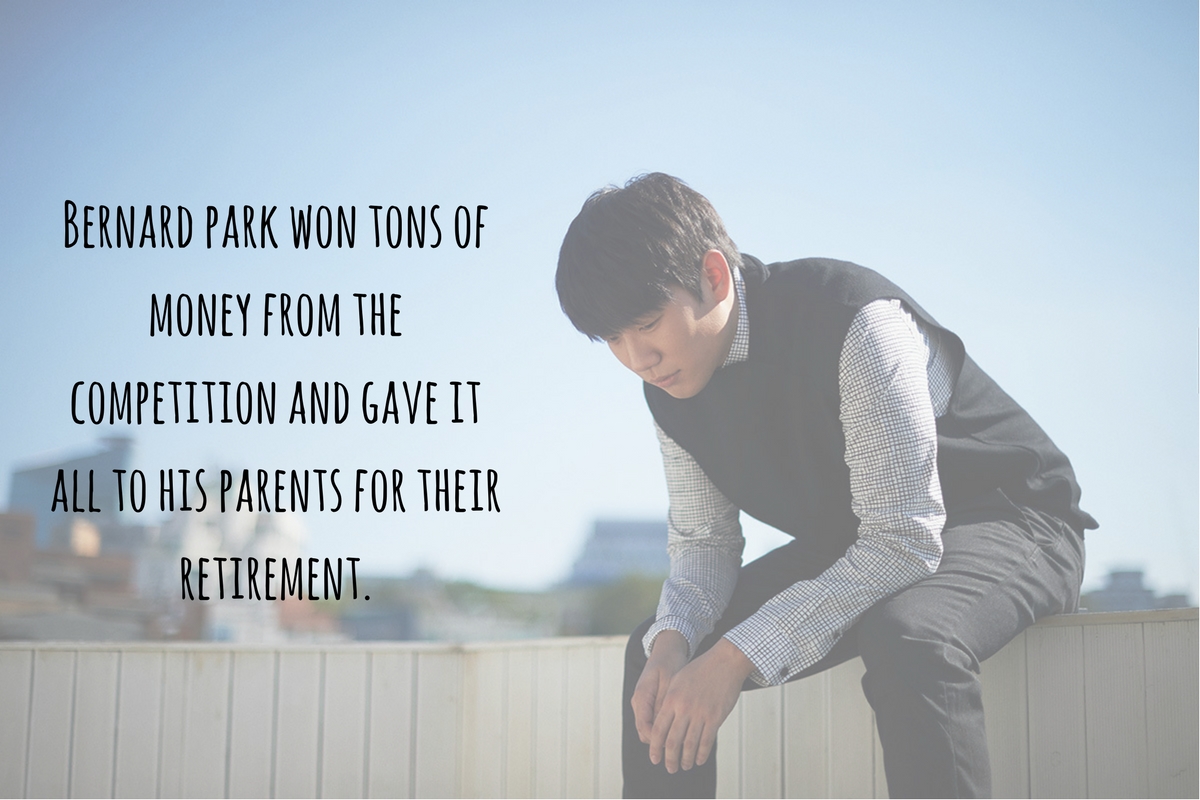 Bernard park won tons of
money from the
competition and gave it
all to his parents for their
retirement.